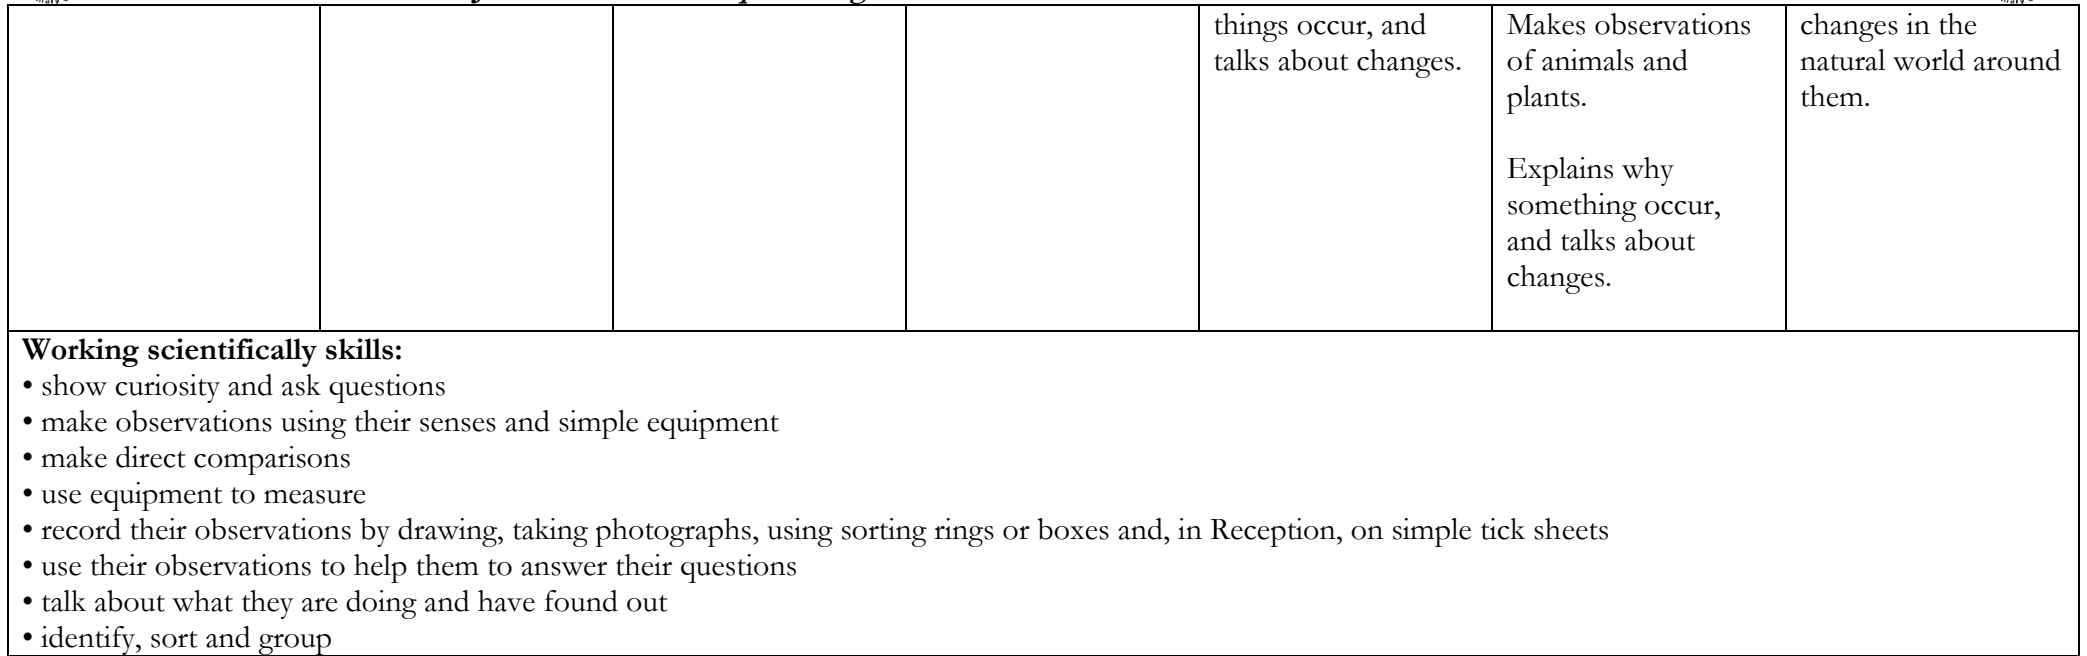 things occur, and
talks about changes.
Makes observations
of animals and
plants.
Explains why
something occur,
and talks about
changes.
changes in the
natural world around
them.
Working scientifically skills:
• show curiosity and ask questions
• make observations using their senses and simple equipment
• make direct comparisons
• use equipment to measure
• record their observations by drawing, taking photographs, using sorting rings or boxes and, in Reception, on simple tick sheets
• use their observations to help them to answer their questions
• talk about what they are doing and have found out
• identify, sort and group